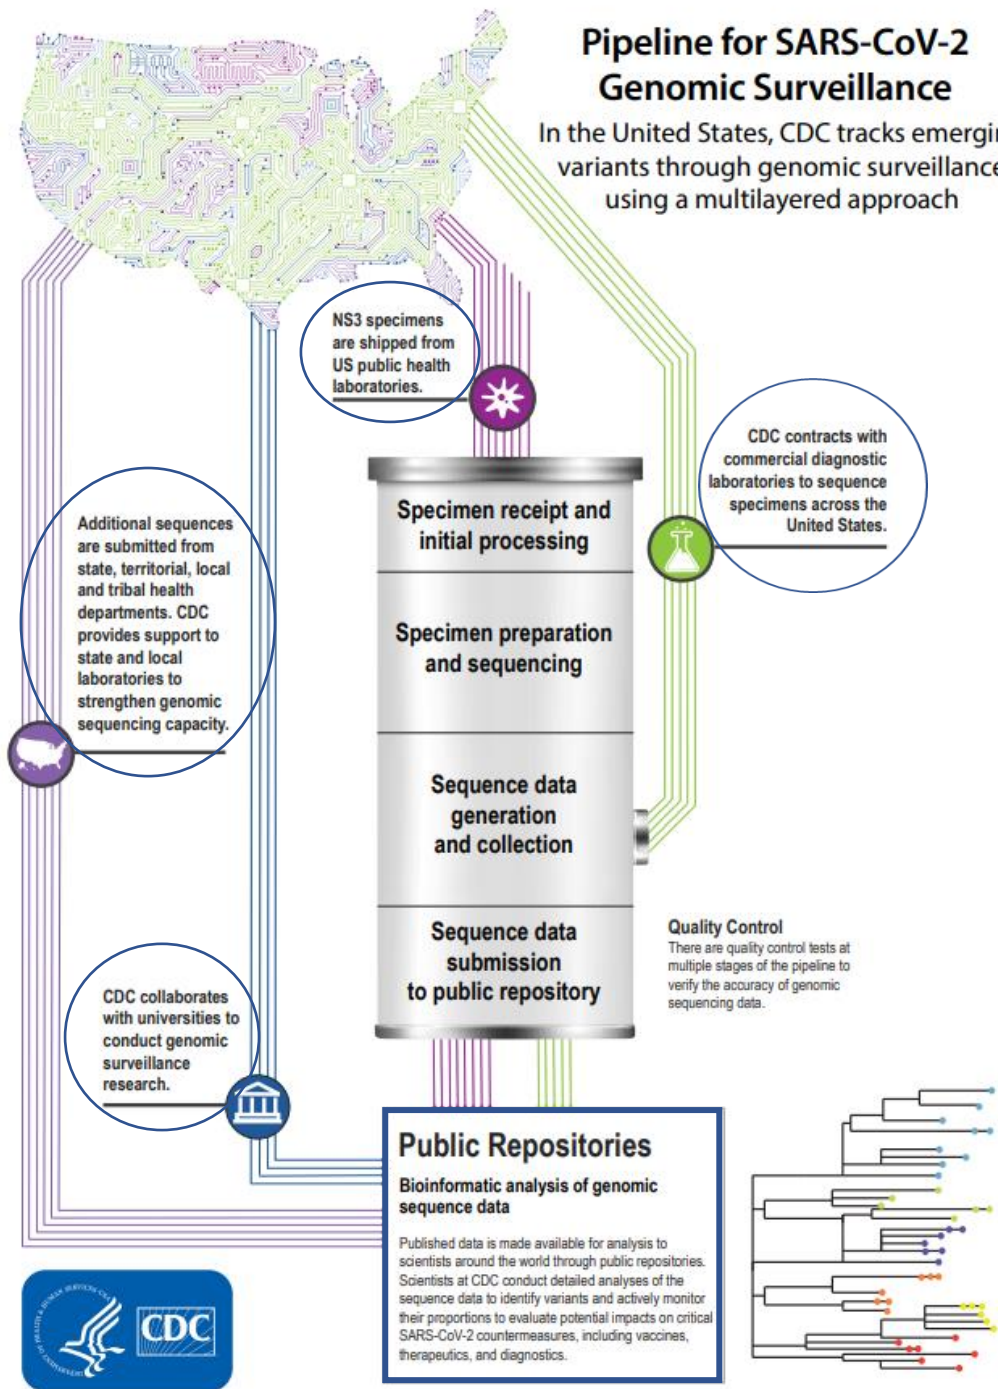 Pipeline for SARS-CoV-2
Genomic Surveillance
In the United States, CDC tracks emergin
variants through genomic surveillance
using a multilayered approach
NS3 specimens
are shipped from
US public health
laboratories.
CDC contracts with
commercial diagnostic
laboratories to sequence
specimens across the
United States.
Additional sequences
are submitted from
state, territorial, local
and tribal health
departments. CDC
provides support to
state and local
laboratories to
strengthen genomic
sequencing capacity.
Specimen receipt and
initial processing
Specimen preparation
and sequencing
Sequence data
generation
and collection
Sequence data
submission
to public repository
Quality Control
There are quality control tests at
multiple stages of the pipeline to
verify the accuracy of genomic
sequencing data.
CDC collaborates
with universities to
conduct genomic
surveillance
research.
Public Repositories
Bioinformatic analysis of genomic
sequence data
Published data is made available for analysis to
scientists around the world through public repositories.
Scientists at CDC conduct detailed analyses of the
sequence data to identify variants and actively monitor
their proportions to evaluate potential impacts on critical
SARS-CoV-2 countermeasures, including vaccines,
therapeutics, and diagnostics.
DEPARTMENT OF HEALTH & HUMAN SERVICES USA
CDC